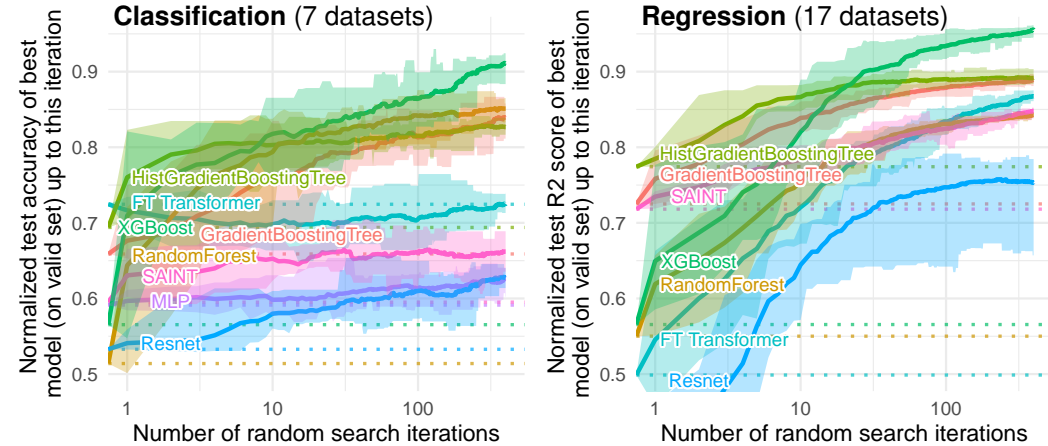 Classification (7 datasets)
Normalized test accuracy of best
model (on valid set) up to this iteration
0.9
0.8
0.7
0.6
0.5
HistGradientBoostingTree
FT Transformer
XGBoost
GradientBoostingTree
RandomForest
SAINT
MLP
Resnet
1
10
100
Number of random search iterations
Regression (17 datasets)
Normalized test R2 score of best
model (on valid set) up to this iteration
0.9
0.8
0.7
0.6
0.5
HistGradientBoostingTree
GradientBoostingTree
SAINT
XGBoost
RandomForest
FT Transformer
Resnet
1
10
100
Number of random search iterations